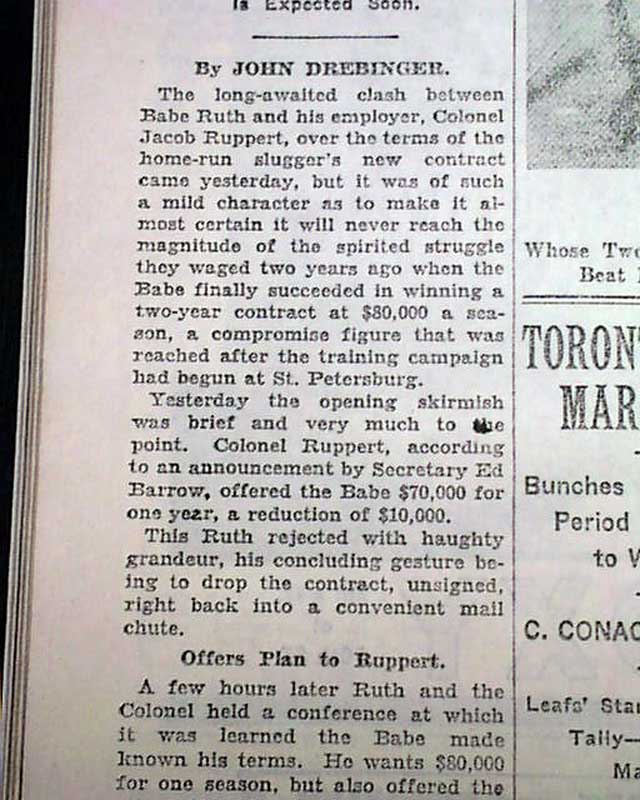 is Expected Soon.
By JOHN DREBINGER.
The long-awaited clash between
Babe Ruth and his employer, Colonel
Jacob Ruppert, over the terms of the
home-run slugger's new contract
came yesterday, but it was of such
a mild character as to make it al-
most certain it will never reach the
magnitude of the spirited struggle
they waged two years ago when the
Babe finally succeeded in winning a
two-year contract at $80,000 a sea-
son, a compromise figure that was
reached after the training campaign
had begun at St. Petersburg.
Yesterday the opening skirmish
was brief and very much to the
point. Colonel Ruppert, according
to an announcement by Secretary Ed
Barrow, offered the Babe $70,000 for
one year, a reduction of $10,000.
This Ruth rejected with haughty
grandeur, his concluding gesture be-
ing to drop the contract, unsigned,
right back into a convenient mail
chute.
Offers Plan to Ruppert.
A few hours later Ruth and the
Colonel held a conference at which
it was learned the Babe made
known his terms. He wants $80,000
for one season, but also offered the
Whose Two
Beat
TORONT
MAR
Bunches
Period
to W
C. CONAC
Leafs' Star
Tally—
Ma